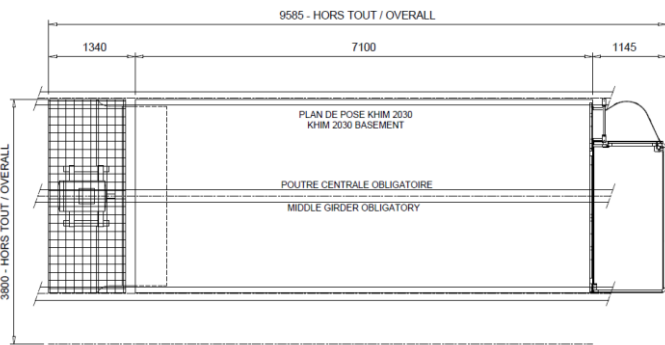 9585 - HORS TOUT / OVERALL
1340
7100
1145
PLAN DE POSE KHIM 2030
KHIM 2030 BASEMENT
POUTRE CENTRALE OBLIGATOIRE
MIDDLE GIRDER OBLIGATORY
3800 - HORS TOUT / OVERALL